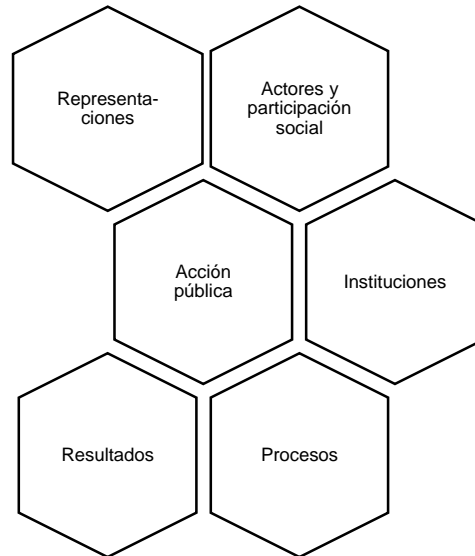 Representa-
ciones
Actores y
participación
social
Acción
pública
Instituciones
Resultados
Procesos